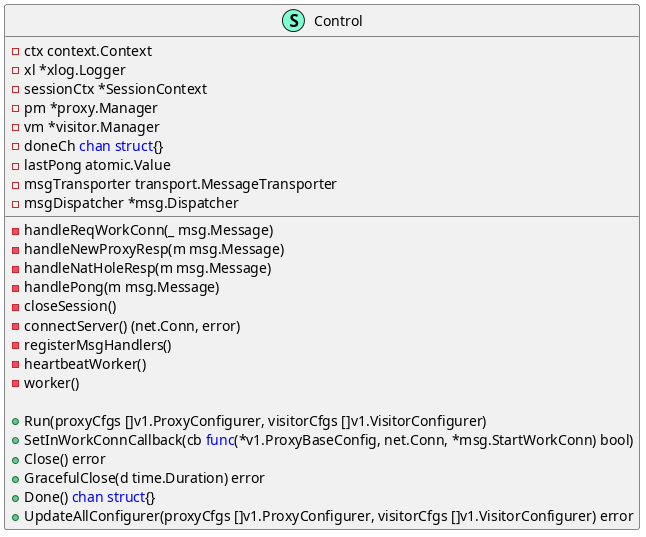 S Control
ctx context.Context
xl *xlog.Logger
sessionCtx *SessionContext
pm *proxy.Manager
vm *visitor.Manager
doneCh chan struct{}
lastPong atomic.Value
msgTransporter transport.MessageTransporter
msgDispatcher *msg.Dispatcher
handleReqWorkConn(_ msg.Message)
handleNewProxyResp(m msg.Message)
handleNatHoleResp(m msg.Message)
handlePong(m msg.Message)
closeSession()
connectServer() (net.Conn, error)
registerMsgHandlers()
heartbeatWorker()
worker()
Run(proxyCfgs []v1.ProxyConfigurer, visitorCfgs []v1.VisitorConfigurer)
SetInWorkConnCallback(cb func(*v1.ProxyBaseConfig, net.Conn, *msg.StartWorkConn) bool)
Close() error
GracefulClose(d time.Duration) error
Done() chan struct{}
UpdateAllConfigurer(proxyCfgs []v1.ProxyConfigurer, visitorCfgs []v1.VisitorConfigurer) error